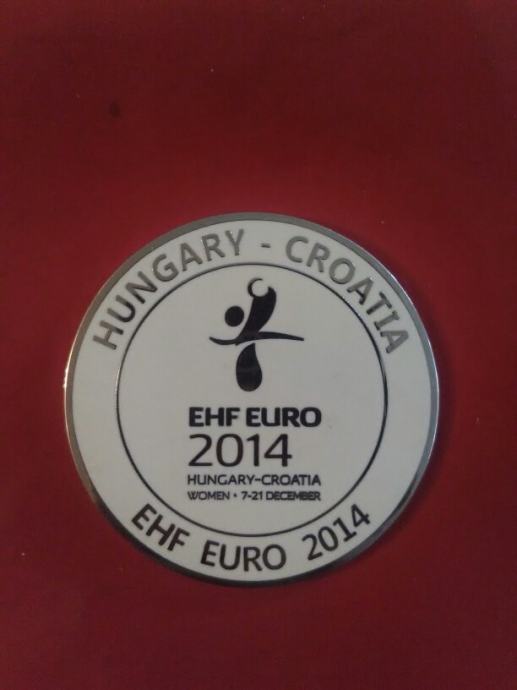 HUNGARY - CROATIA
EHF EURO
2014
HUNGARY-CROATIA
WOMEN • 7-21 DECEMBER
EHF EURO 2014